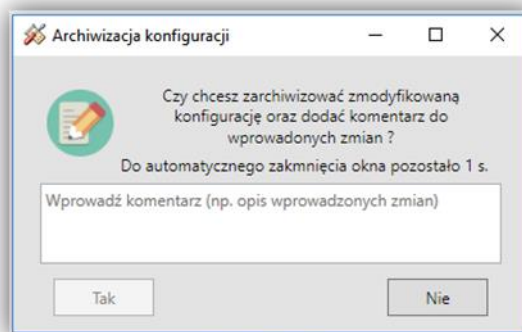 Archiwizacja konfiguracji
Czy chcesz zarchiwizować zmodyfikowaną
konfigurację oraz dodać komentarz do
wprowadzonych zmian ?
Do automatycznego zakmnięcia okna pozostało 1 s.
Wprowadź komentarz (np. opis wprowadzonych zmian)
Tak
Nie